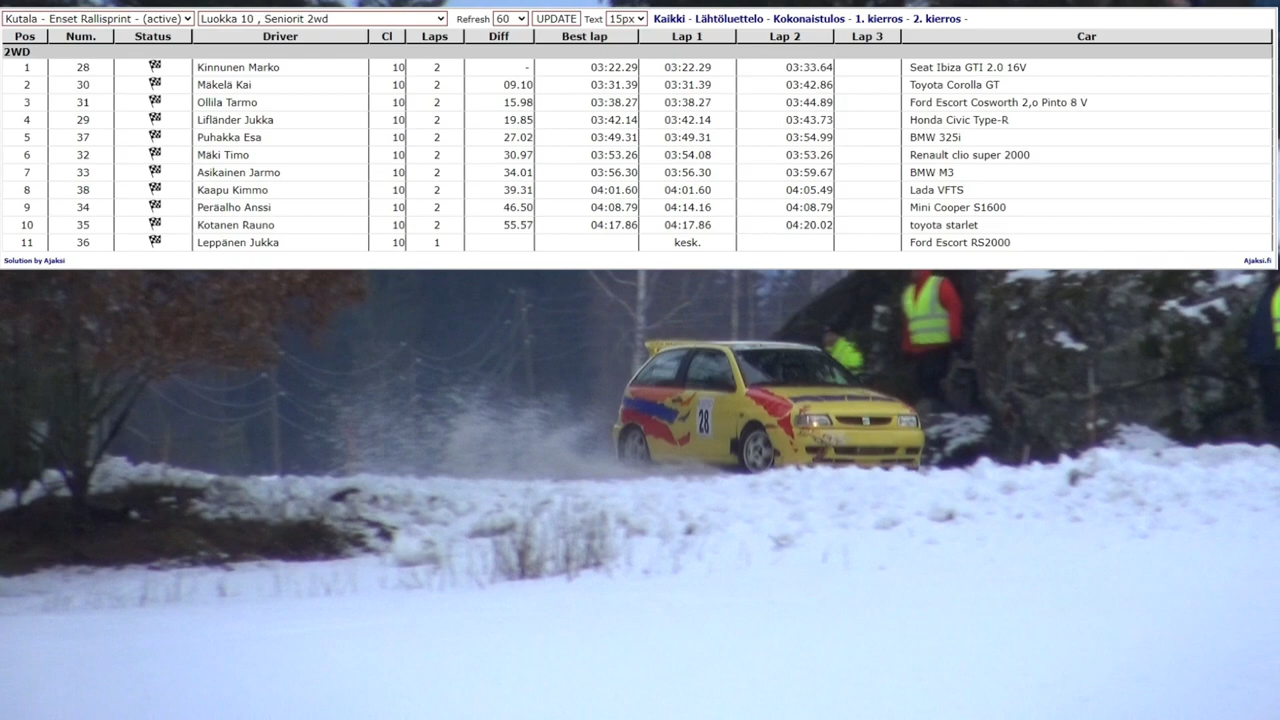 Kutala - Enset Rallisprint - (active) Luokka 10 , Seniorit 2wd Refresh 60 UPDATE Text 15px Kaikki - Lähtöluettelo - Kokonaistulos - 1. kierros - 2. kierros -
Pos Num. Status Driver Cl Laps Diff Best lap Lap 1 Lap 2 Lap 3 Car
2WD
1 28 Kinnunen Marko 10 2 - 03:22.29 03:22.29 03:33.64 Seat Ibiza GTI 2.0 16V
2 30 Mäkelä Kai 10 2 09.10 03:31.39 03:31.39 03:42.86 Toyota Corolla GT
3 31 Ollila Tarmo 10 2 15.98 03:38.27 03:38.27 03:44.89 Ford Escort Cosworth 2,o Pinto 8 V
4 29 Lifländer Jukka 10 2 19.85 03:42.14 03:42.14 03:43.73 Honda Civic Type-R
5 37 Puhakka Esa 10 2 27.02 03:49.31 03:49.31 03:54.99 BMW 325i
6 32 Mäki Timo 10 2 30.97 03:53.26 03:54.08 03:53.26 Renault clio super 2000
7 33 Asikainen Jarmo 10 2 34.01 03:56.30 03:56.30 03:59.67 BMW M3
8 38 Kaapu Kimmo 10 2 39.31 04:01.60 04:01.60 04:05.49 Lada VFTS
9 34 Peräalho Anssi 10 2 46.50 04:08.79 04:14.16 04:08.79 Mini Cooper S1600
10 35 Kotanen Rauno 10 2 55.57 04:17.86 04:17.86 04:20.02 toyota starlet
11 36 Leppänen Jukka 10 1 kesk. Ford Escort RS2000
Solution by Ajaksi Ajaksi.fi
28